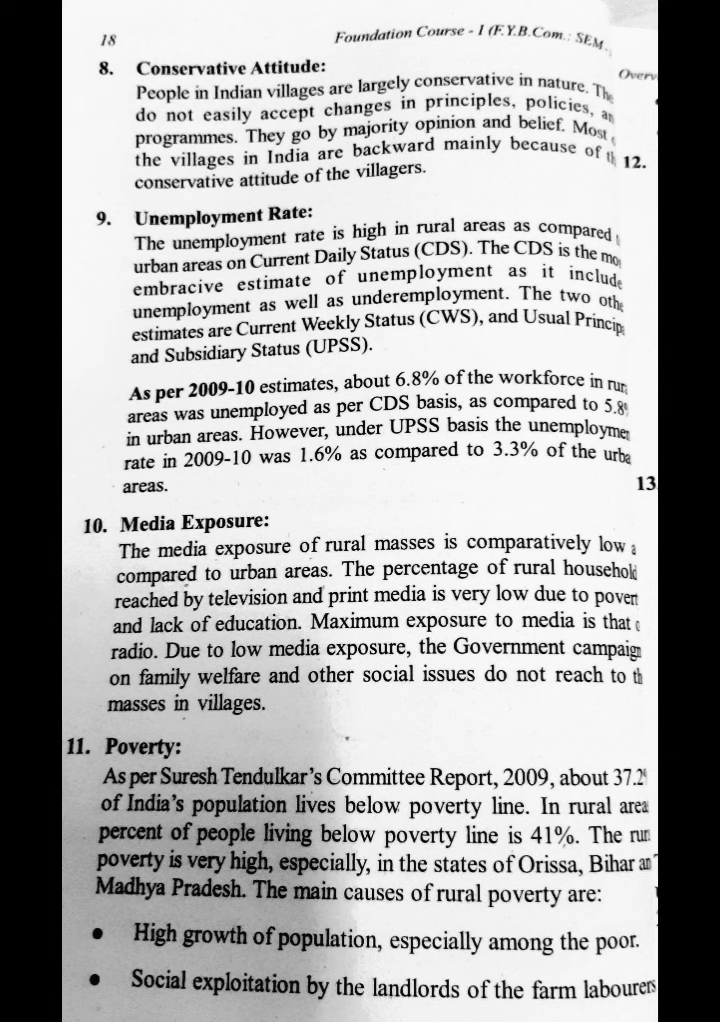 18
Foundation Course - I (F.Y.B.Com.: SEM.
8. Conservative Attitude:
People in Indian villages are largely conservative in nature.
do not easily accept changes in principles, policies,
programmes. They go by majority opinion and belief. Most
the villages in India are backward mainly because of
conservative attitude of the villagers.
9. Unemployment Rate:
The unemployment rate is high in rural areas as compared
urban areas on Current Daily Status (CDS). The CDS is the
embracive estimate of unemployment as it
unemployment as well as underemployment. The two
estimates are Current Weekly Status (CWS), and Usual
and Subsidiary Status (UPSS).
As per 2009-10 estimates, about 6.8% of the workforce in
areas was unemployed as per CDS basis, as compared to 5.8
in urban areas. However, under UPSS basis the
rate in 2009-10 was 1.6% as compared to 3.3% of the
areas.
10. Media Exposure:
The media exposure of rural masses is comparatively low
compared to urban areas. The percentage of rural
reached by television and print media is very low due to
and lack of education. Maximum exposure to media is that
radio. Due to low media exposure, the Government
on family welfare and other social issues do not reach to
masses in villages.
11. Poverty:
As per Suresh Tendulkar's Committee Report, 2009, about 37.2
of India's population lives below poverty line. In rural area
percent of people living below poverty line is 41%. The
poverty is very high, especially, in the states of Orissa, Bihar
Madhya Pradesh. The main causes of rural poverty are:
• High growth of population, especially among the poor.
• Social exploitation by the landlords of the farm labourers
12.
13